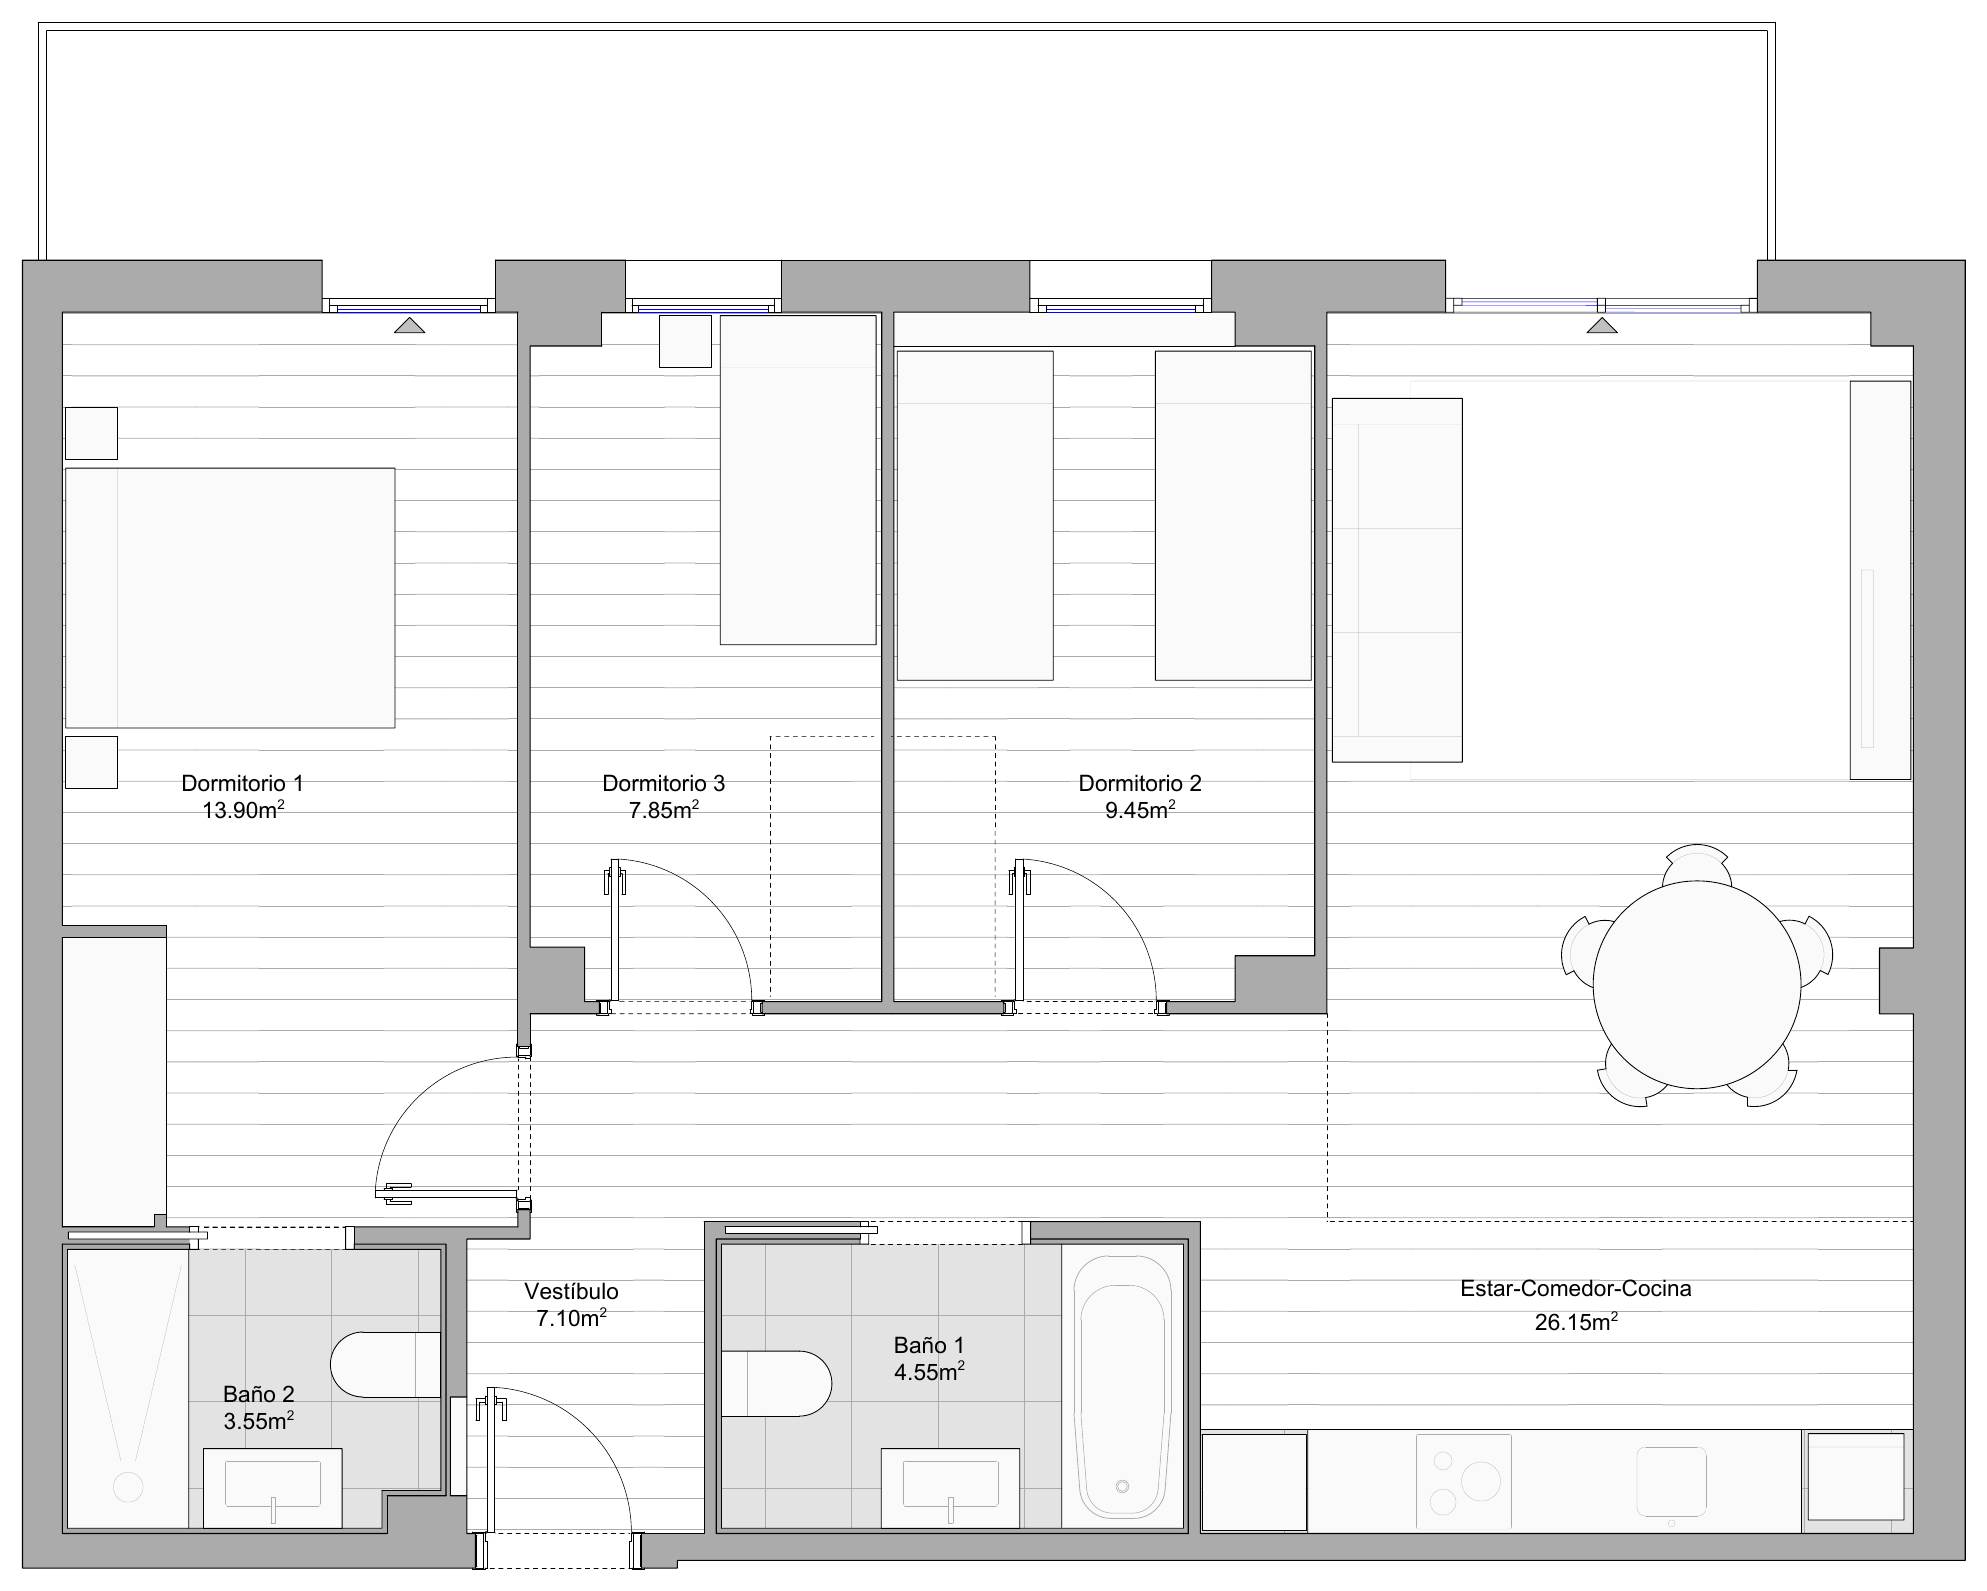 Dormitorio 1
13.90m²
Dormitorio 3
7.85m²
Dormitorio 2
9.45m²
Vestíbulo
7.10m²
Estar-Comedor-Cocina
26.15m²
Baño 1
4.55m²
Baño 2
3.55m²